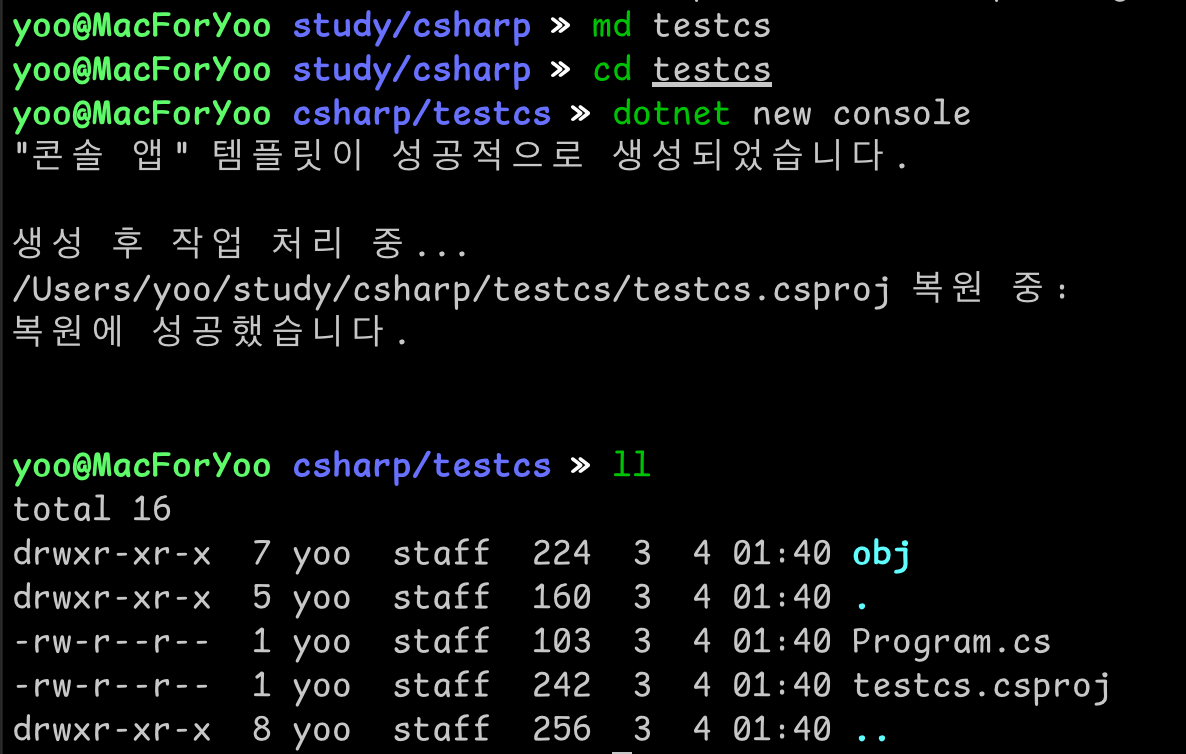 yoo@MacForYoo study/csharp » md testcs
yoo@MacForYoo study/csharp » cd testcs
yoo@MacForYoo csharp/testcs » dotnet new console
"콘솔 앱" 템플릿이 성공적으로 생성되었습니다.
생성 후 작업 처리 중...
/Users/yoo/study/csharp/testcs/testcs.csproj 복원 중:
복원에 성공했습니다.
yoo@MacForYoo csharp/testcs » ll
total 16
drwxr-xr-x  7 yoo  staff  224  3  4 01:40 obj
drwxr-xr-x  5 yoo  staff  160  3  4 01:40 .
-rw-r--r--  1 yoo  staff  103  3  4 01:40 Program.cs
-rw-r--r--  1 yoo  staff  242  3  4 01:40 testcs.csproj
drwxr-xr-x  8 yoo  staff  256  3  4 01:40 ..